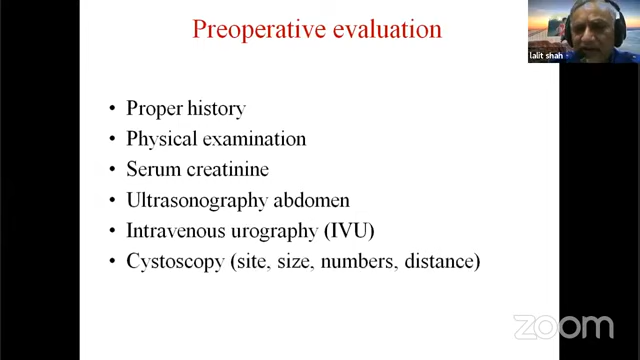 Preoperative evaluation
lalit shah
• Proper history
• Physical examination
• Serum creatinine
• Ultrasonography abdomen
• Intravenous urography (IVU)
• Cystoscopy (site, size, numbers, distance)
zoom